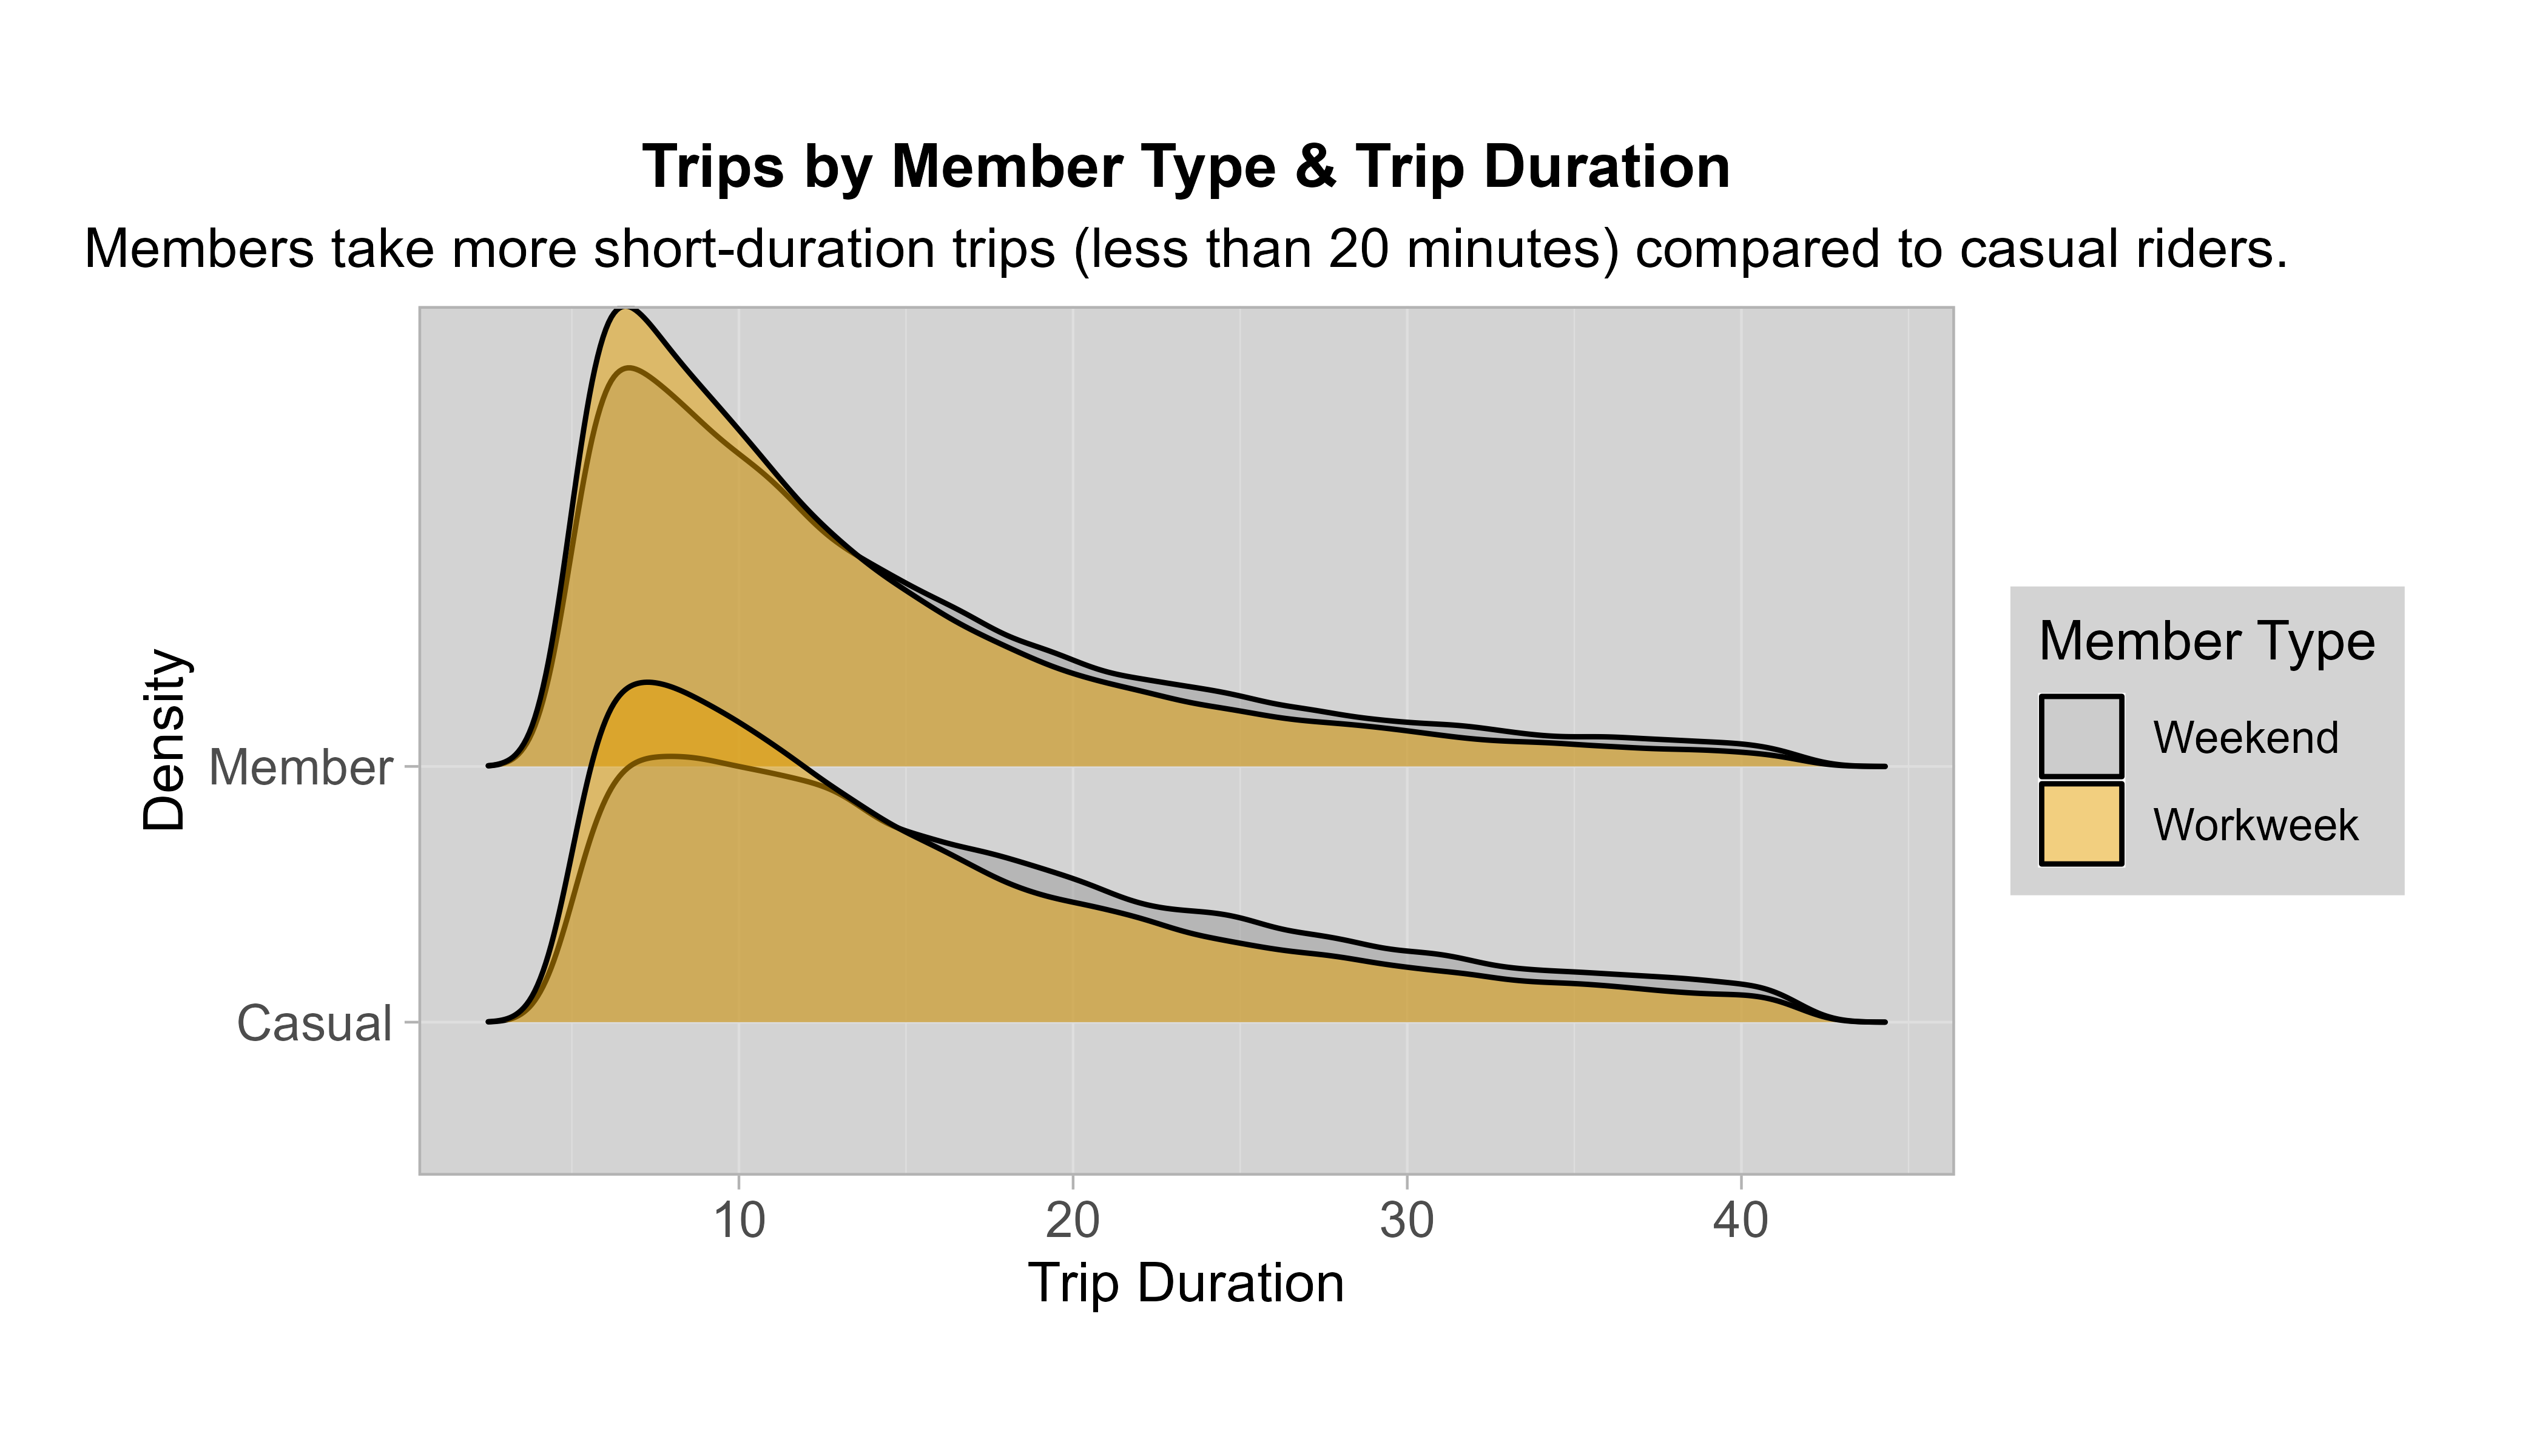 Trips by Member Type & Trip Duration
Members take more short-duration trips (less than 20 minutes) compared to casual riders.
Density
Member
Casual
10 20 30 40
Trip Duration
Member Type
Weekend
Workweek